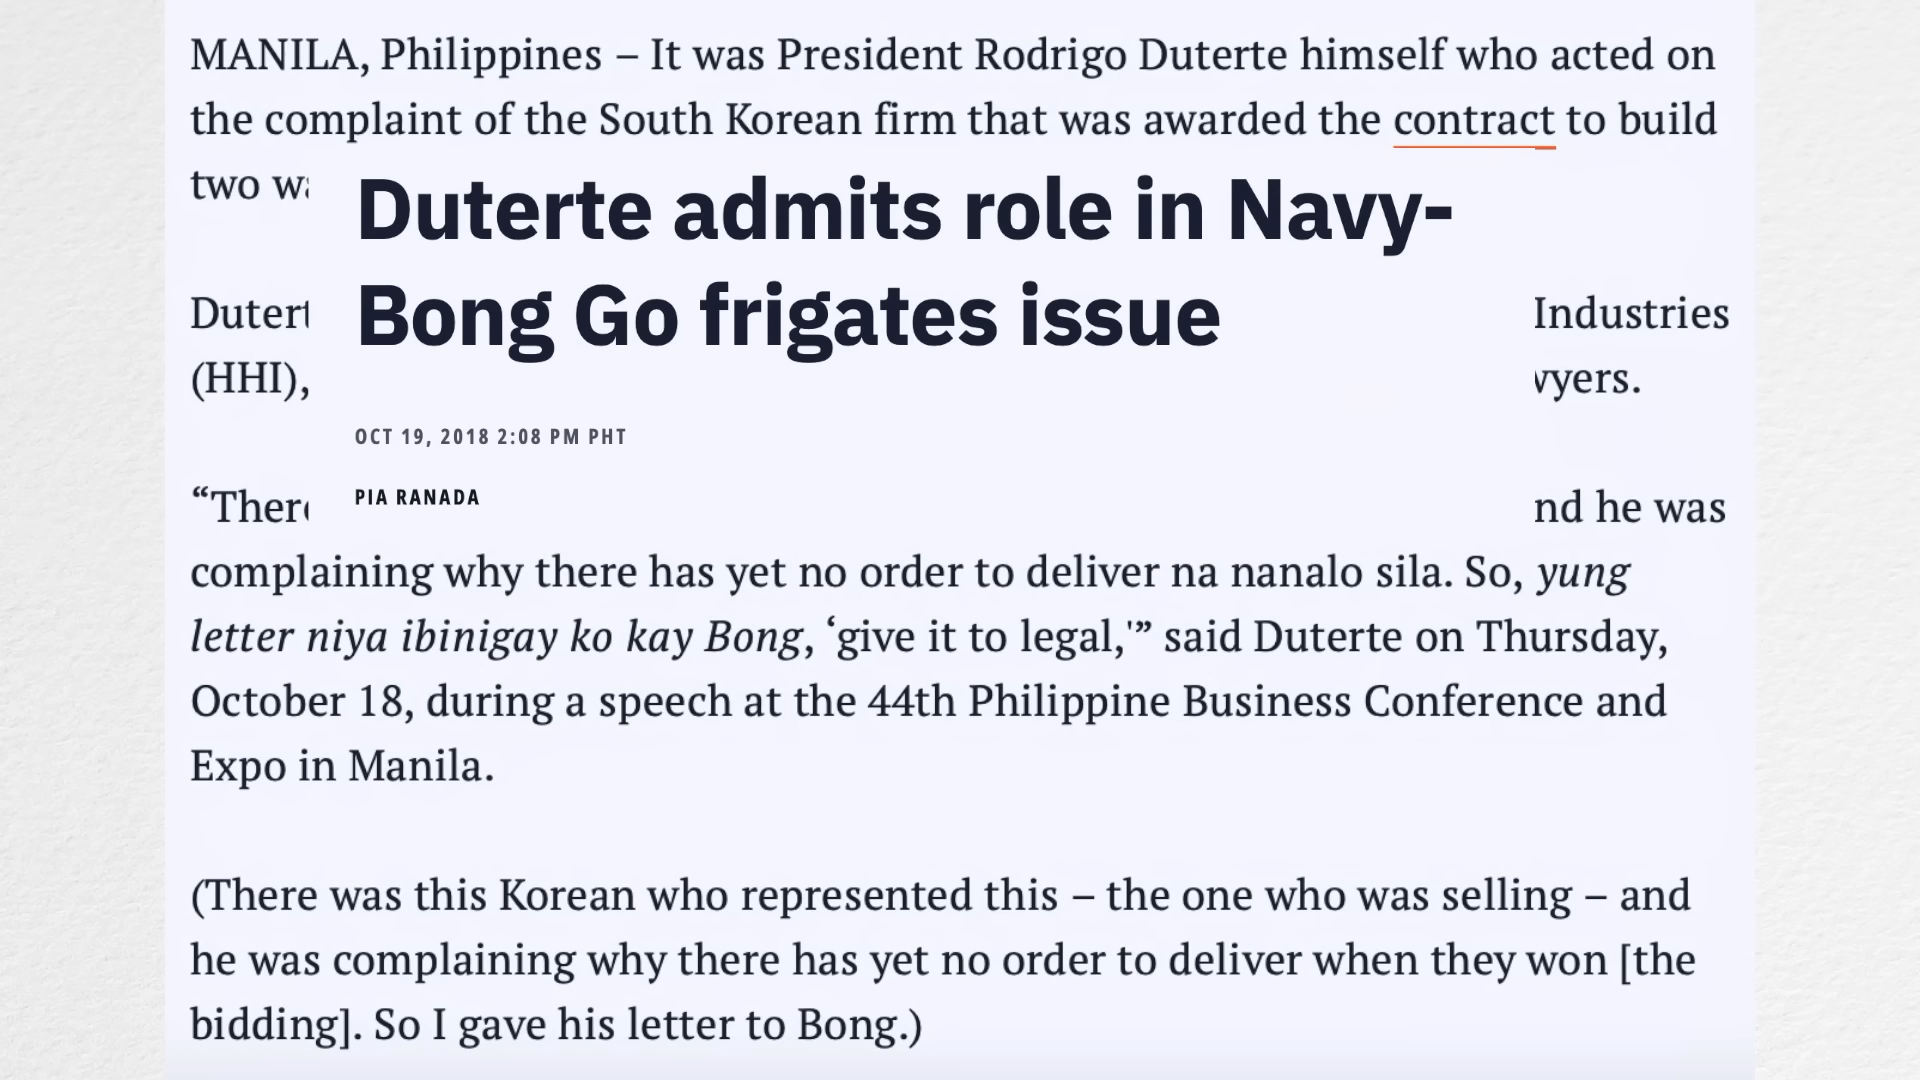 MANILA, Philippines – It was President Rodrigo Duterte himself who acted on
the complaint of the South Korean firm that was awarded the contract to build
two
Duterte admits role in Navy-
Bong Go frigates issue
OCT 19, 2018 2:08 PM PHT
PIA RANADA
Industries
(HHI),
nd he was
complaining why there has yet no order to deliver na nanalo sila. So, yung
letter niya ibinigay ko kay Bong, ‘give it to legal,'” said Duterte on Thursday,
October 18, during a speech at the 44th Philippine Business Conference and
Expo in Manila.
(There was this Korean who represented this – the one who was selling – and
he was complaining why there has yet no order to deliver when they won [the
bidding]. So I gave his letter to Bong.)